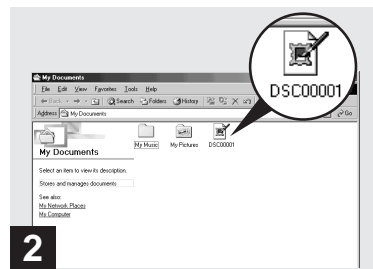 My Documents
File Edit View Favorites Tools Help
Back Search Folders History
Address My Documents Go
DSC00001
My Music My Pictures DSC00001
My Documents
Select an item to view its description.
Stores and manages documents
See also:
My Network Places
My Computer
2